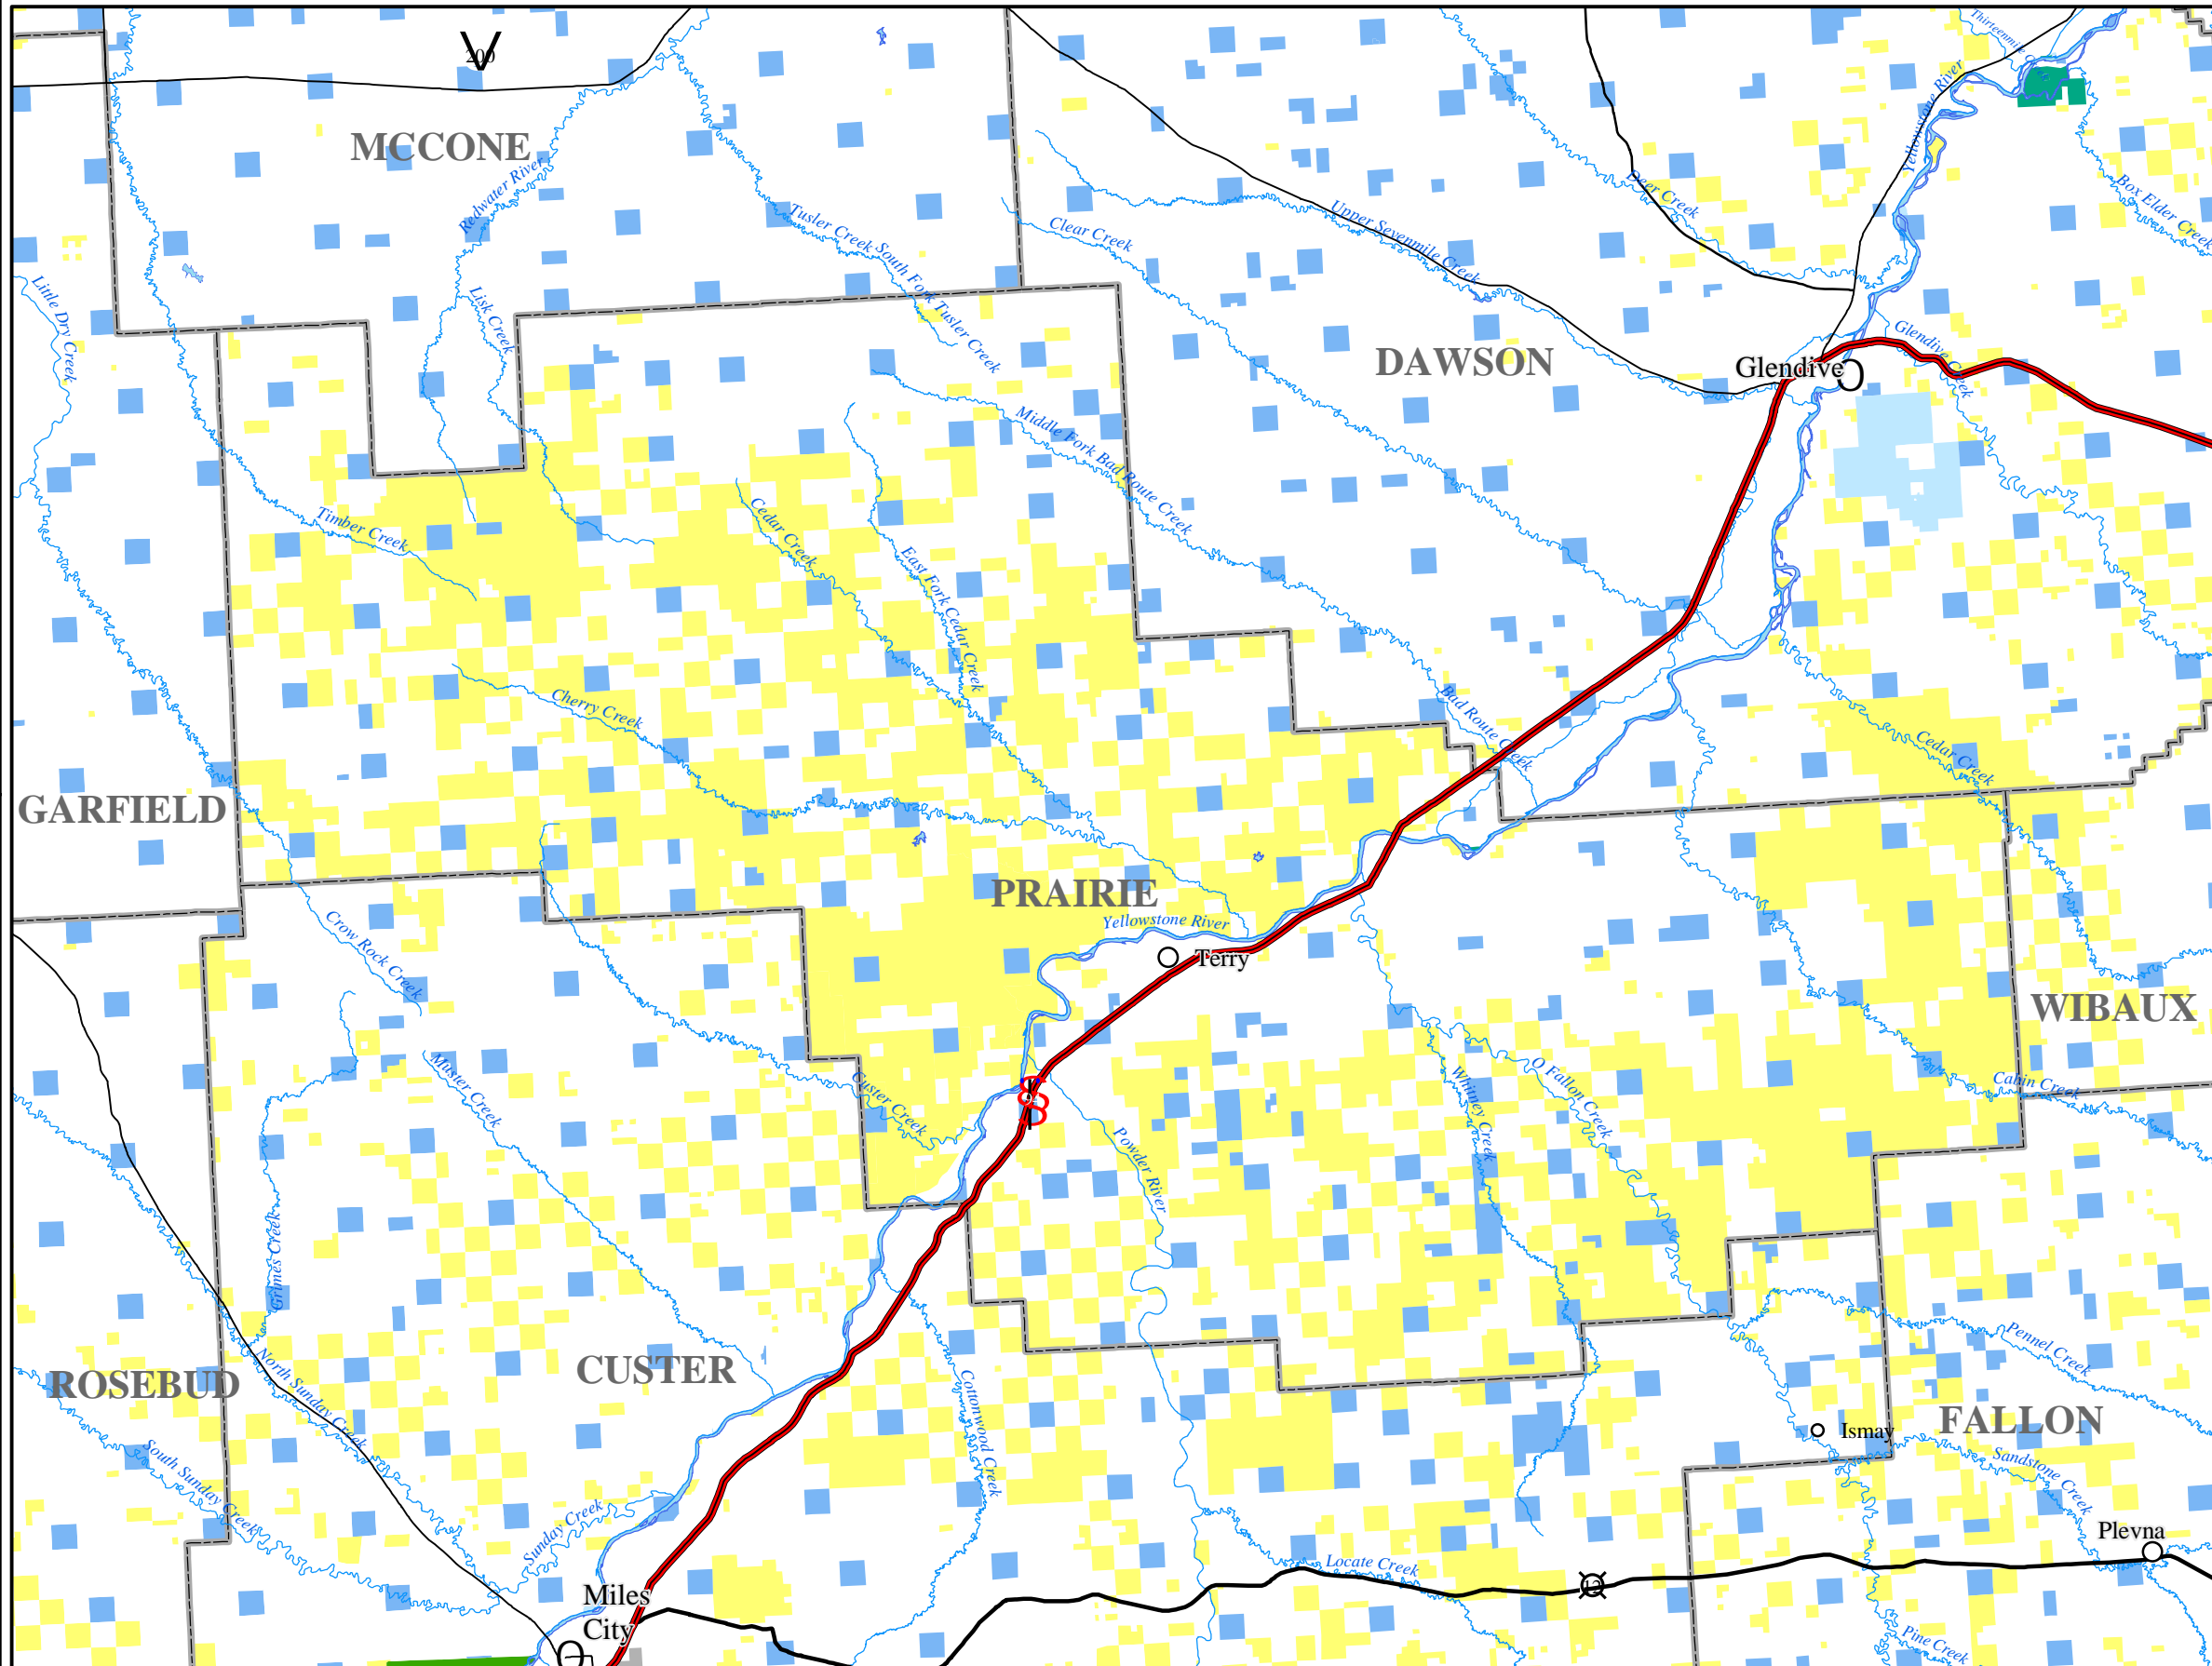 200
Thirteenmile Creek
MCCONE
Yellowstone River
Redwater River
Deer Creek
Box Elder Creek
Tusler Creek
Upper Sevenmile Creek
Clear Creek
South Fork Tusler Creek
Little Dry Creek
Lisk Creek
Glendive Creek
DAWSON
Glendive
Middle Fork Bad Route Creek
Timber Creek
Cedar Creek
East Fork Cedar Creek
Cherry Creek
Bad Route Creek
Cedar Creek
GARFIELD
PRAIRIE
Yellowstone River
Crow Rock Creek
Terry
WIBAUX
Muster Creek
Custer Creek
Whitney Creek
O Fallon Creek
Cabin Creek
Powder River
Grimes Creek
Pennel Creek
CUSTER
ROSEBUD
North Sunday Creek
Cottonwood Creek
FALLON
Ismay
South Sunday Creek
Sandstone Creek
Sunday Creek
Plevna
Locate Creek
12
Miles
City
Pine Creek